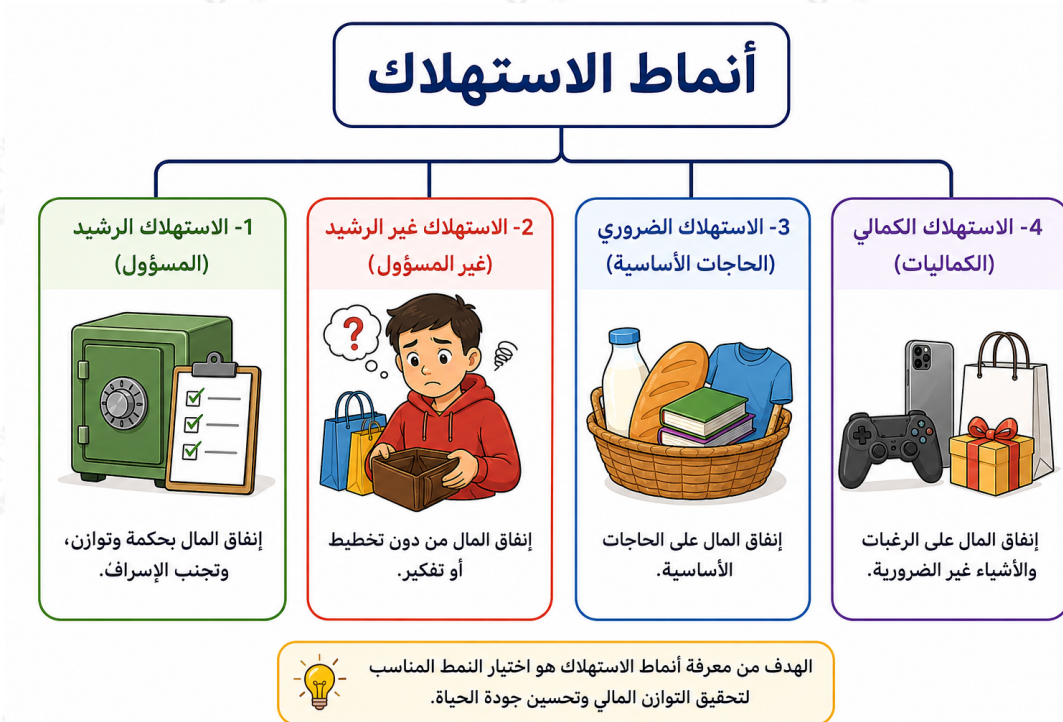 أنماط الاستهلاك
1- الاستهلاك الرشيد
(المسؤول)
إنفاق المال بحكمة وتوازن،
وتجنب الإسراف.
2- الاستهلاك غير الرشيد
(غير المسؤول)
?
إنفاق المال من دون تخطيط
أو تفكير.
3- الاستهلاك الضروري
(الحاجات الأساسية)
إنفاق المال على الحاجات
الأساسية.
4- الاستهلاك الكمالي
(الكماليات)
إنفاق المال على الرغبات
والأشياء غير الضرورية.
الهدف من معرفة أنماط الاستهلاك هو اختيار النمط المناسب
لتحقيق التوازن المالي وتحسين جودة الحياة.